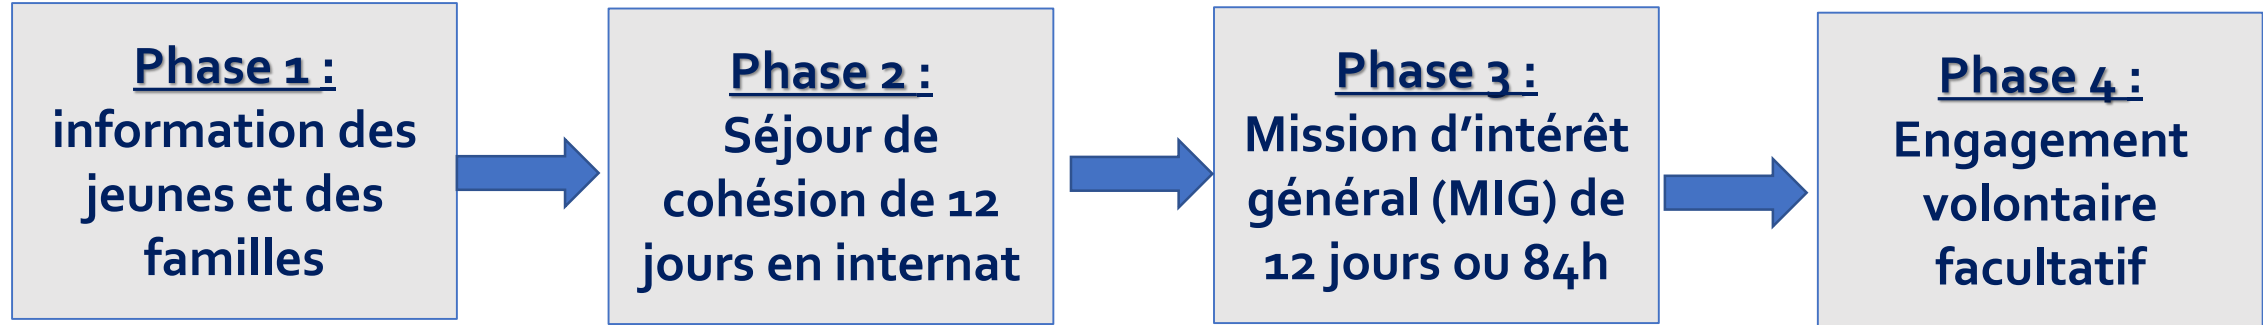 Phase 1 :
information des
jeunes et des
familles
Phase 2 :
Séjour de
cohésion de 12
jours en internat
Phase 3 :
Mission d’intérêt
général (MIG) de
12 jours ou 84h
Phase 4 :
Engagement
volontaire
facultatif